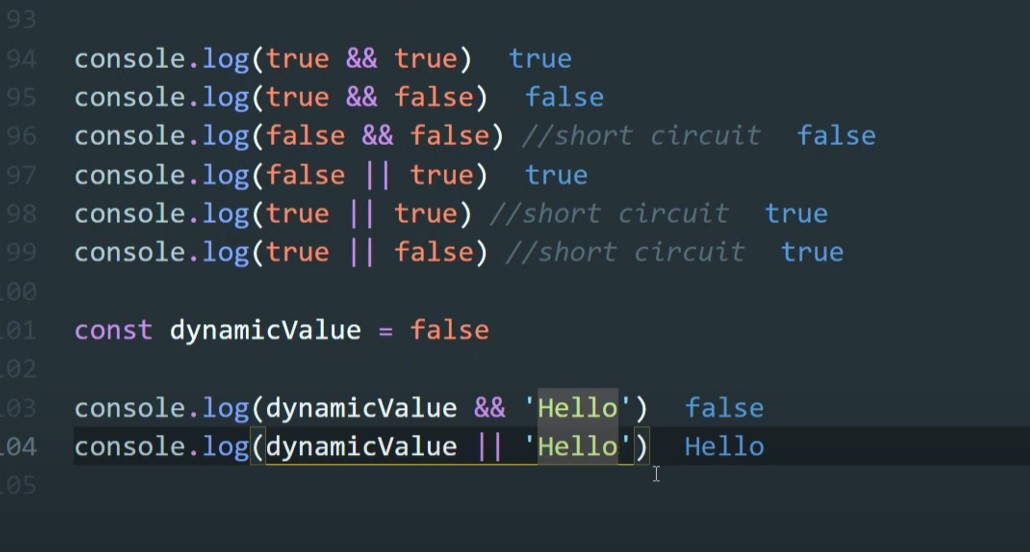 93
94 console.log(true && true) true
95 console.log(true && false) false
96 console.log(false && false) //short circuit false
97 console.log(false || true) true
98 console.log(true || true) //short circuit true
99 console.log(true || false) //short circuit true
100
101 const dynamicValue = false
102
103 console.log(dynamicValue && 'Hello') false
104 console.log(dynamicValue || 'Hello') Hello
105